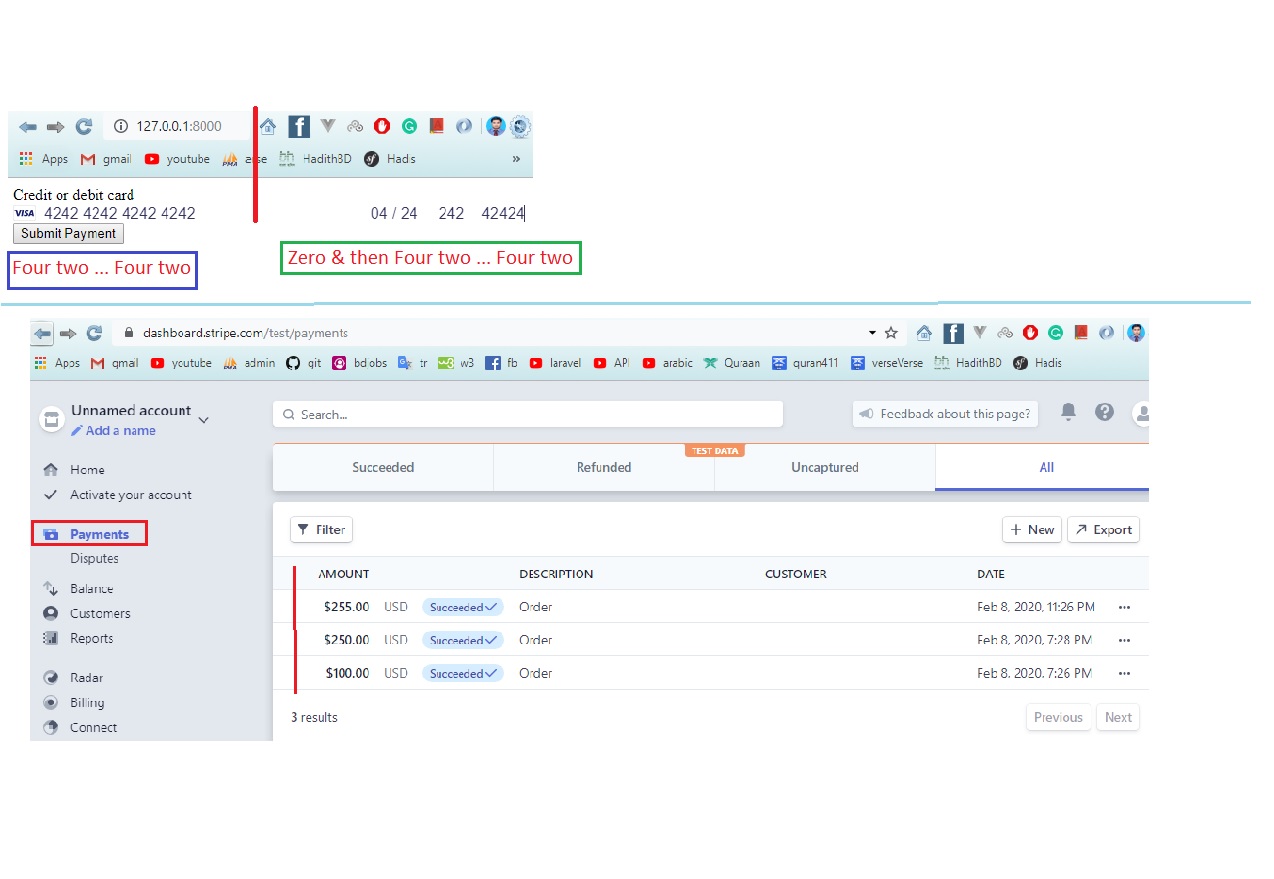 127.0.0.1:8000
Apps gmail youtube erse HadithBD Hadis »
Credit or debit card
VISA 4242 4242 4242 4242 04 / 24 242 42424
Submit Payment
Four two ... Four two
Zero & then Four two ... Four two
dashboard.stripe.com/test/payments
Apps gmail youtube admin git bdjobs tr w3 fb laravel API arabic Quraan quran411 verseVerse HadithBD Hadis
Unnamed account
Add a name
Search...
Feedback about this page?
Home
Activate your account
Payments
Disputes
Balance
Customers
Reports
Radar
Billing
Connect
TEST DATA
Succeeded Refunded Uncaptured All
Filter + New Export
AMOUNT DESCRIPTION CUSTOMER DATE
$255.00 USD Succeeded Order Feb 8, 2020, 11:26 PM ...
$250.00 USD Succeeded Order Feb 8, 2020, 7:28 PM ...
$100.00 USD Succeeded Order Feb 8, 2020, 7:26 PM ...
3 results Previous Next